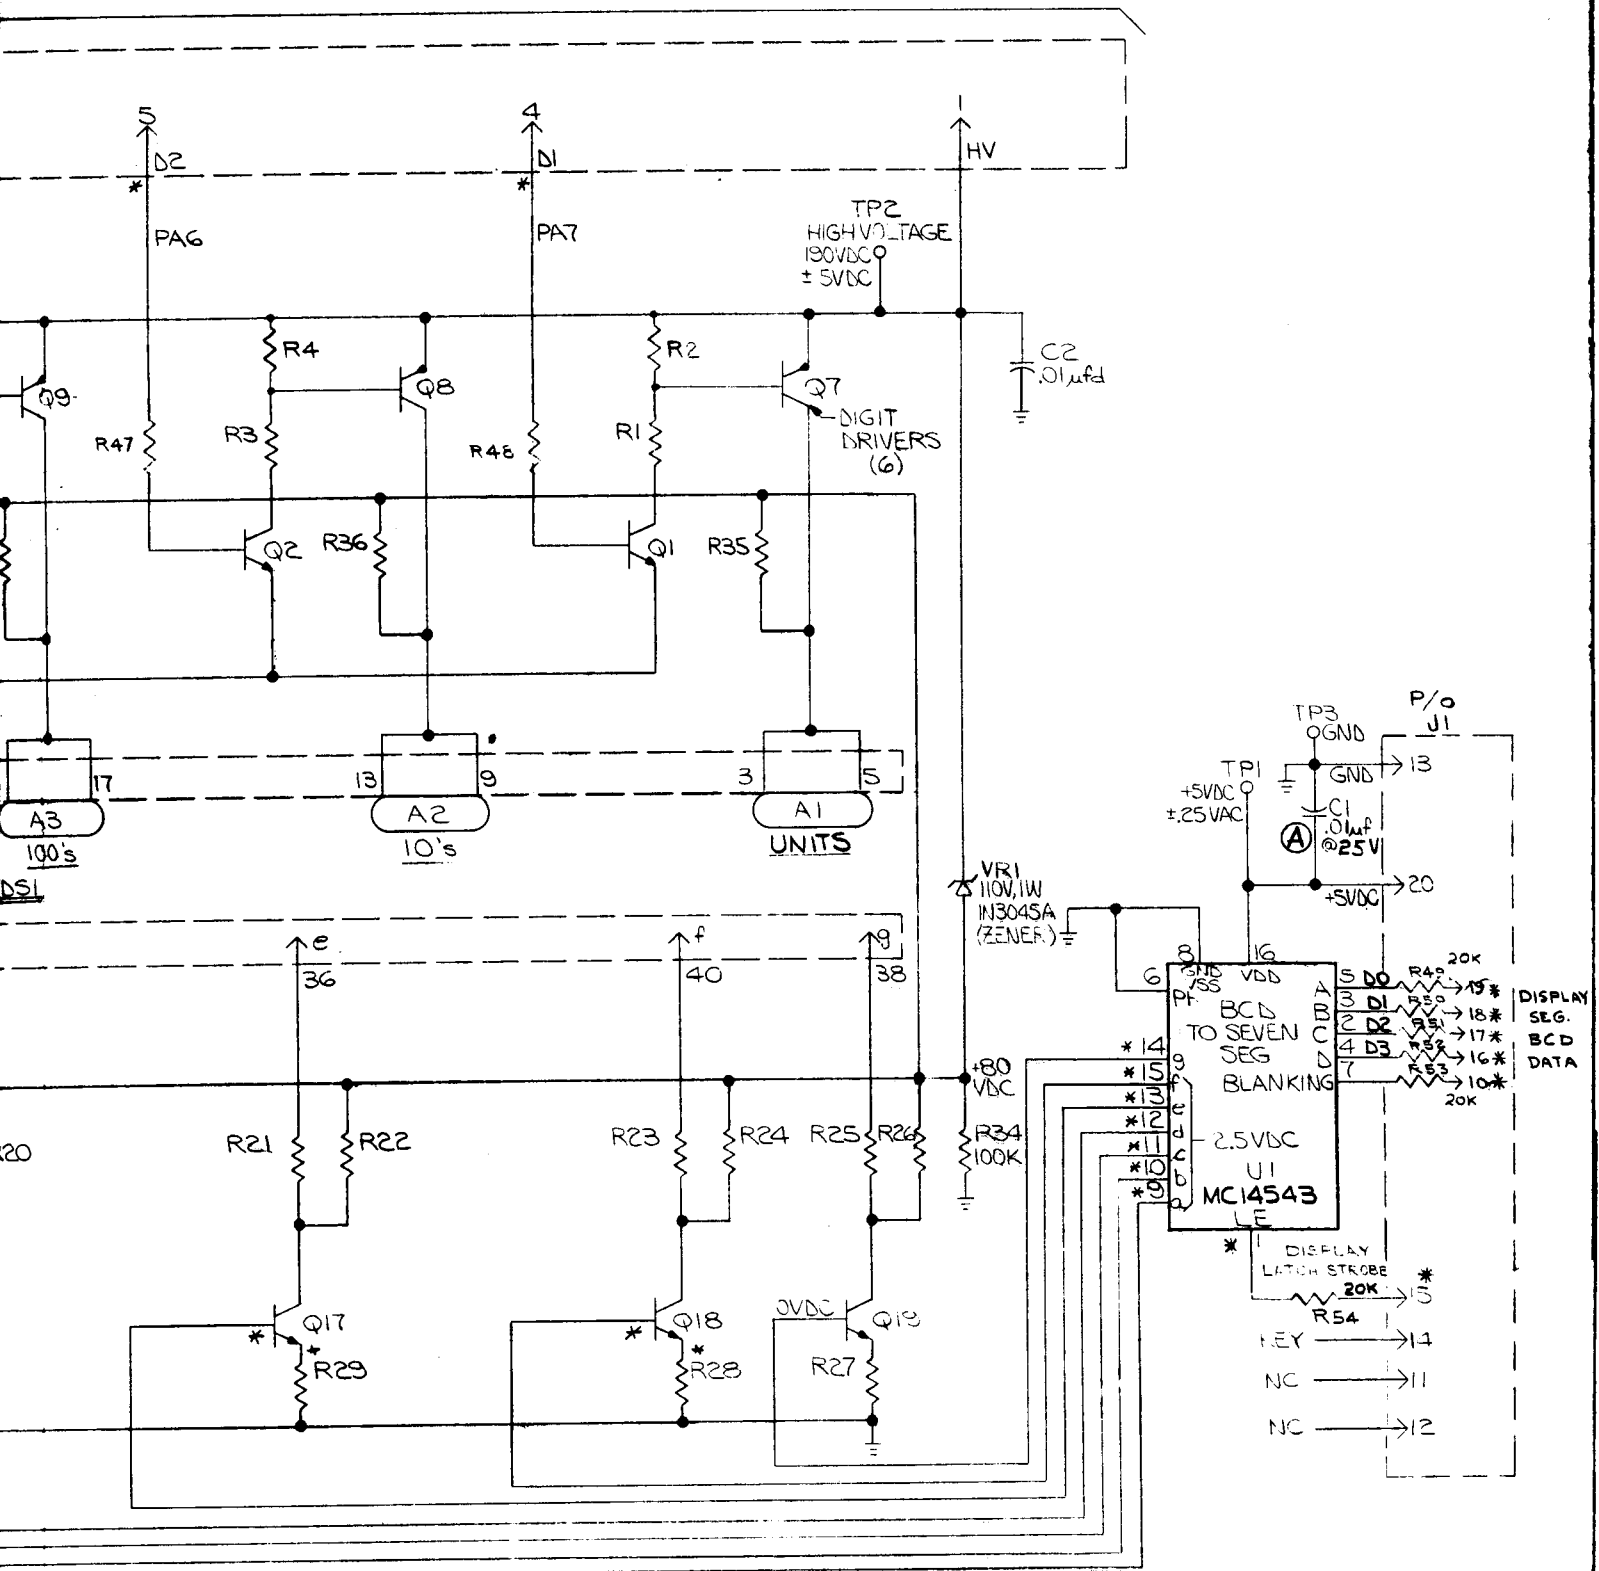 5
D2
*
PA6
4
D1
*
PA7
1
HV
TP2
HIGH VOLTAGE
190VDC
± 5VDC
R4
Q8
R2
Q7
C2
.01µfd
Q9
R47
R3
R48
R1
DIGIT
DRIVERS
(6)
Q2
R36
Q1
R35
17
A3
100's
DS1
13
9
A2
10's
3
5
A1
UNITS
P/O
J1
TP3
GND
GND
13
TP1
+5VDC
±.25VAC
C1
.01µf
@25V
A
20
+5VDC
VR1
110V, 1W
IN3045A
(ZENER)
e
36
f
40
g
38
8
16
6
GND
VSS
VDD
PH
BCD
TO SEVEN
SEG
BLANKING
A 5 D0 R49 20K 19*
B 3 D1 R50 18*
C 2 D2 R51 17*
D 4 D3 R52 16*
7 R53 10*
20K
DISPLAY
SEG.
BCD
DATA
*14 g
*15 f
*13 e
*12 d
*11 c
*10 b
*9 a
2.5VDC
U1
MC14543
LE
*
+80
VDC
R20
R21
R22
R23
R24
R25
R26
R34
100K
DISPLAY
LATCH STROBE
20K
*
15
R54
KEY 14
NC 11
NC 12
Q17
*
*
R29
Q18
*
*
R28
0VDC
Q19
R27